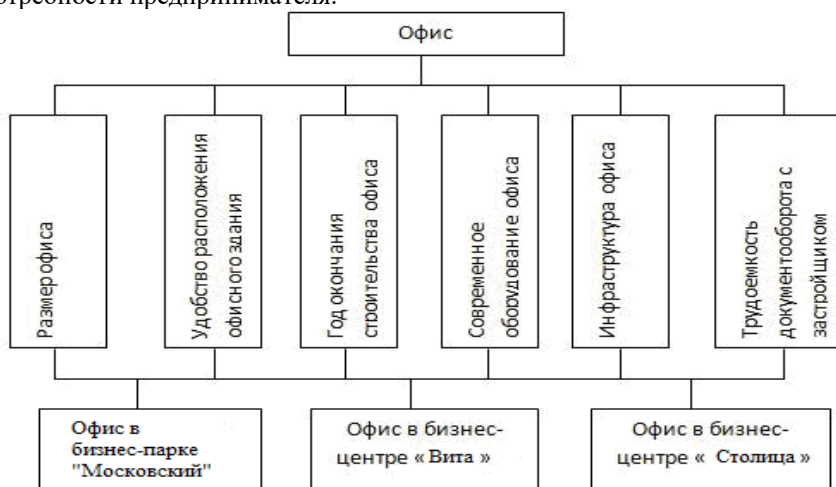 отребности предпринимателя.
Офис
Размер офиса
Удобство расположения
офисного здания
Год окончания
строительства офиса
Современное
оборудование офиса
Инфраструктура офиса
Трудоемкость
документооборота с
застройщиком
Офис в
бизнес-парке
"Московский"
Офис в бизнес-
центре « Вита »
Офис в бизнес-
центре « Столица »